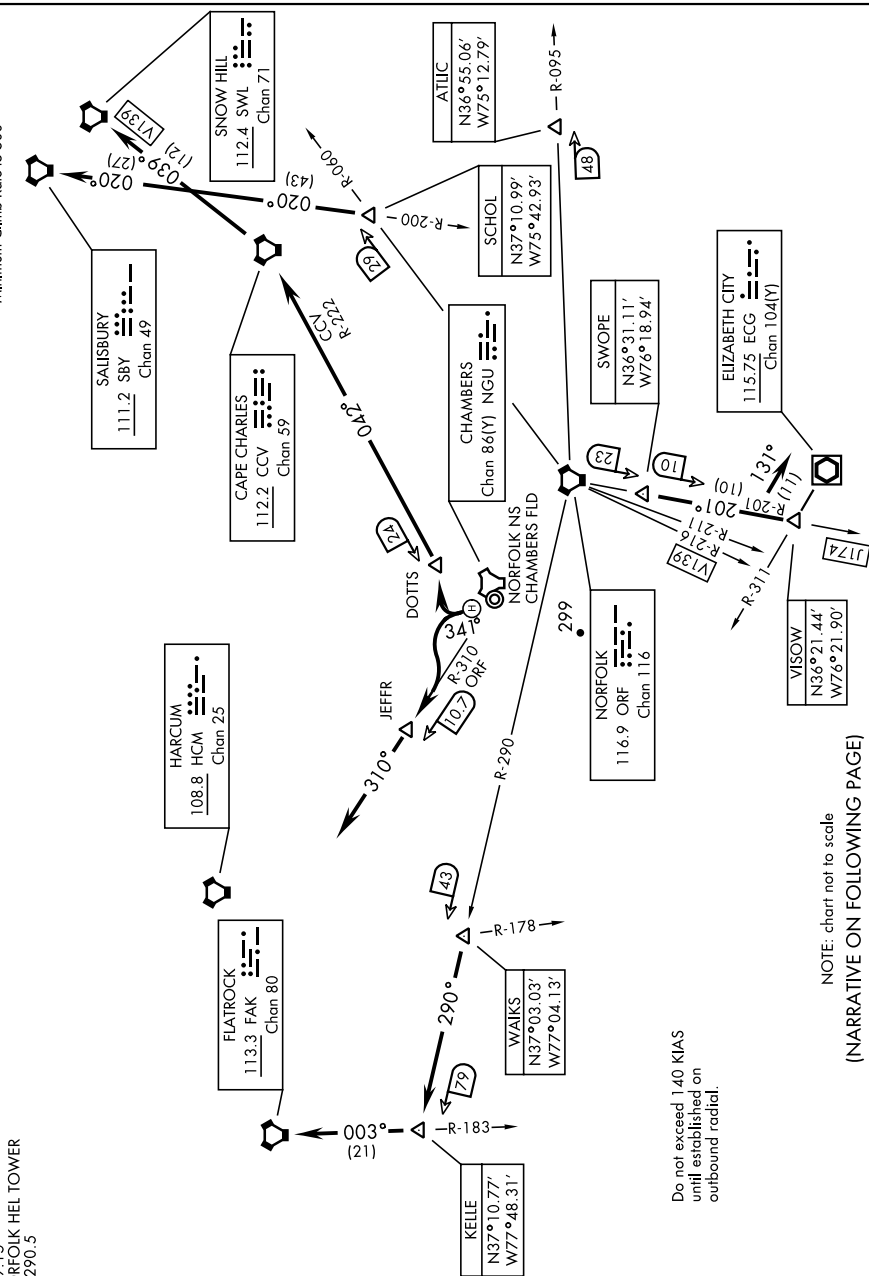 RFOLK HEL TOWER
290.5
SALISBURY
111.2 SBY
Chan 49
SNOW HILL
112.4 SWL
Chan 71
V139
020°
(27)
039°
(12)
020°
(43)
CAPE CHARLES
112.2 CCV
Chan 59
CCV
R-222
042°
R-060
R-200
29
SCHOL
N37°10.99′
W75°42.93′
ATLIC
N36°55.06′
W75°12.79′
R-095
48
HARCUM
108.8 HCM
Chan 25
CHAMBERS
Chan 86(Y) NGU
24
DOTTS
341°
H
NORFOLK NS
CHAMBERS FLD
JEFFR
R-310
ORF
10.7
310°
FLATROCK
113.3 FAK
Chan 80
003°
(21)
79
R-183
KELLE
N37°10.77′
W77°48.31′
290°
43
R-178
WAIKS
N37°03.03′
W77°04.13′
R-290
299
NORFOLK
116.9 ORF
Chan 116
SWOPE
N36°31.11′
W76°18.94′
23
10
201°
R-201
(10)
R-211
R-216
V139
131°
(11)
R-311
J174
ELIZABETH CITY
115.75 ECG
Chan 104(Y)
VISOW
N36°21.44′
W76°21.90′
Do not exceed 140 KIAS
until established on
outbound radial.
NOTE: chart not to scale
(NARRATIVE ON FOLLOWING PAGE)